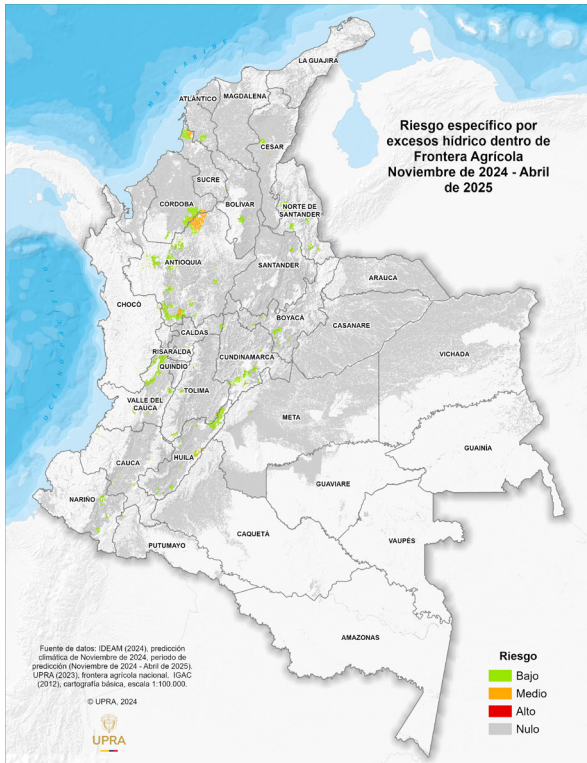 MAR CARIBE
LA GUAJIRA
ATLÁNTICO
MAGDALENA
Riesgo específico por
excesos hídrico dentro de
Frontera Agrícola
Noviembre de 2024 - Abril
de 2025
CESAR
SUCRE
CORDOBA
BOLÍVAR
NORTE DE
SANTANDER
ANTIOQUIA
SANTANDER
ARAUCA
CHOCÓ
BOYACÁ
CASANARE
CALDAS
VICHADA
RISARALDA
CUNDINAMARCA
QUINDIO
TOLIMA
VALLE DEL
CAUCA
META
GUAINÍA
CAUCA
HUILA
GUAVIARE
NARIÑO
CAQUETÁ
VAUPÉS
PUTUMAYO
AMAZONAS
Fuente de datos: IDEAM (2024), predicción
climática de Noviembre de 2024, periodo de
predicción (Noviembre de 2024 - Abril de 2025).
UPRA (2023), frontera agrícola nacional, IGAC
(2012), cartografía básica, escala 1:100.000.
© UPRA, 2024
UPRA
Riesgo
Bajo
Medio
Alto
Nulo